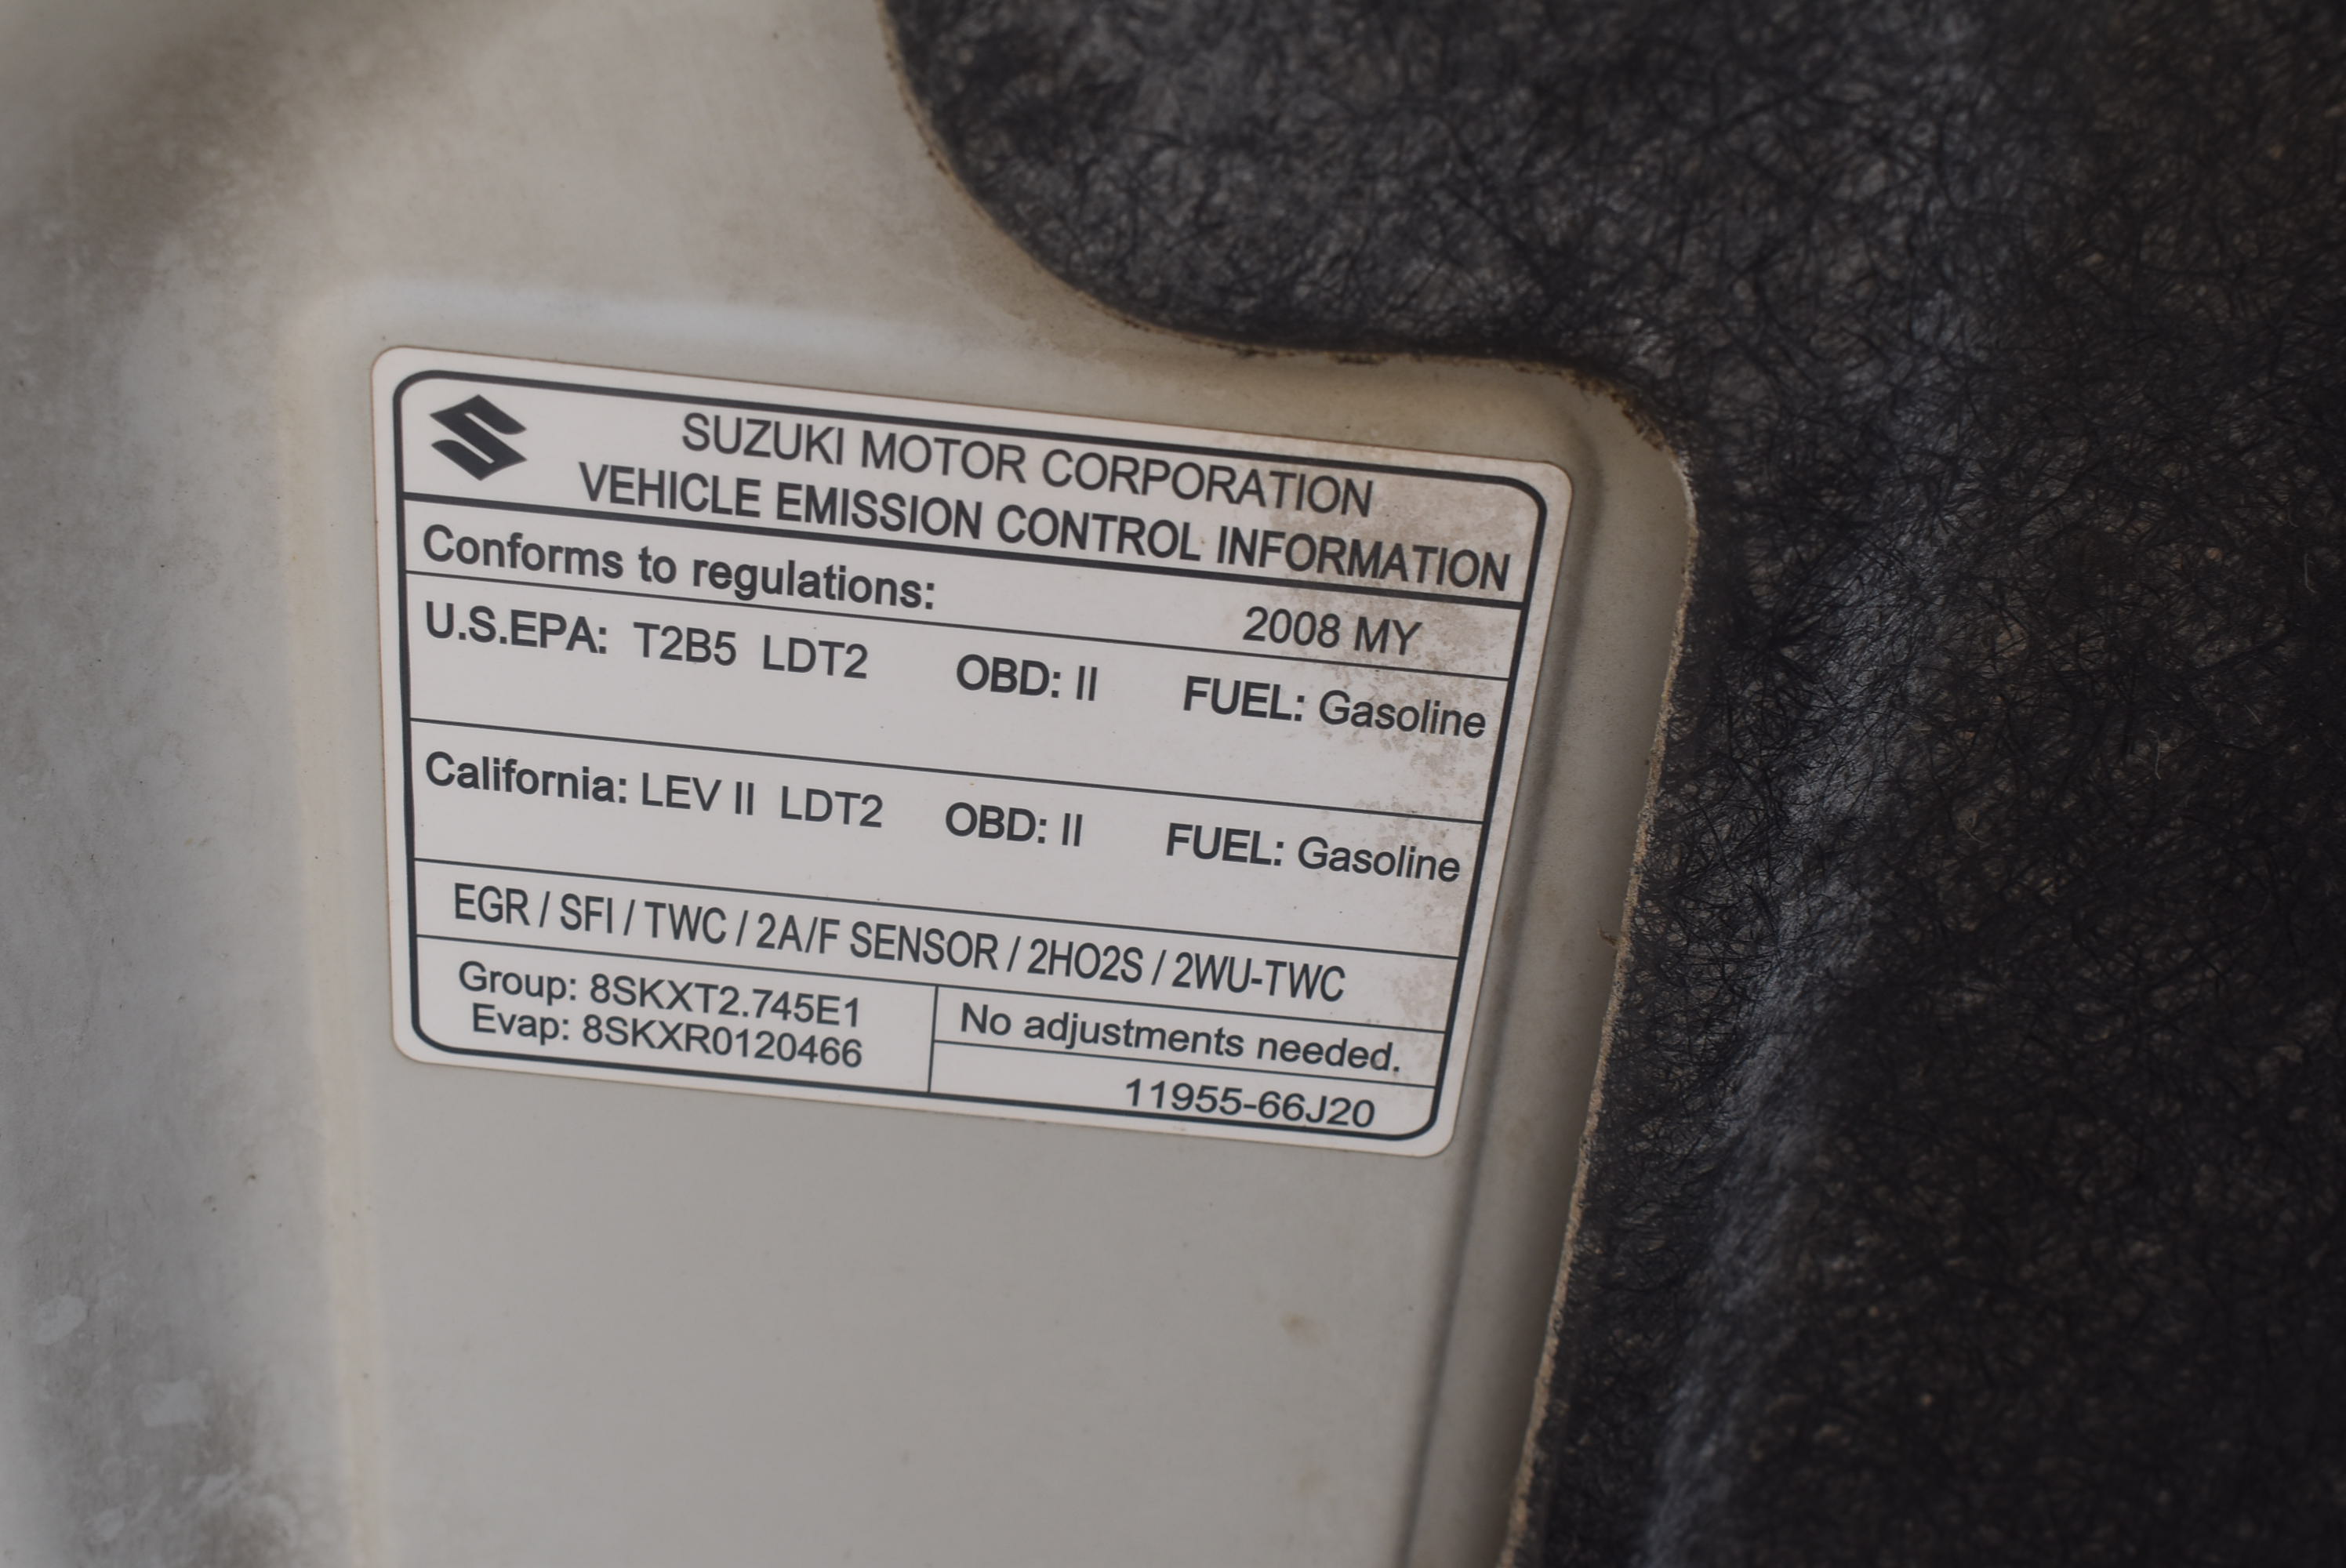 SUZUKI MOTOR CORPORATION
VEHICLE EMISSION CONTROL INFORMATION
Conforms to regulations: 2008 MY
U.S.EPA: T2B5 LDT2 OBD: II FUEL: Gasoline
California: LEV II LDT2 OBD: II FUEL: Gasoline
EGR / SFI / TWC / 2A/F SENSOR / 2HO2S / 2WU-TWC
Group: 8SKXT2.745E1
Evap: 8SKXR0120466
No adjustments needed.
11955-66J20